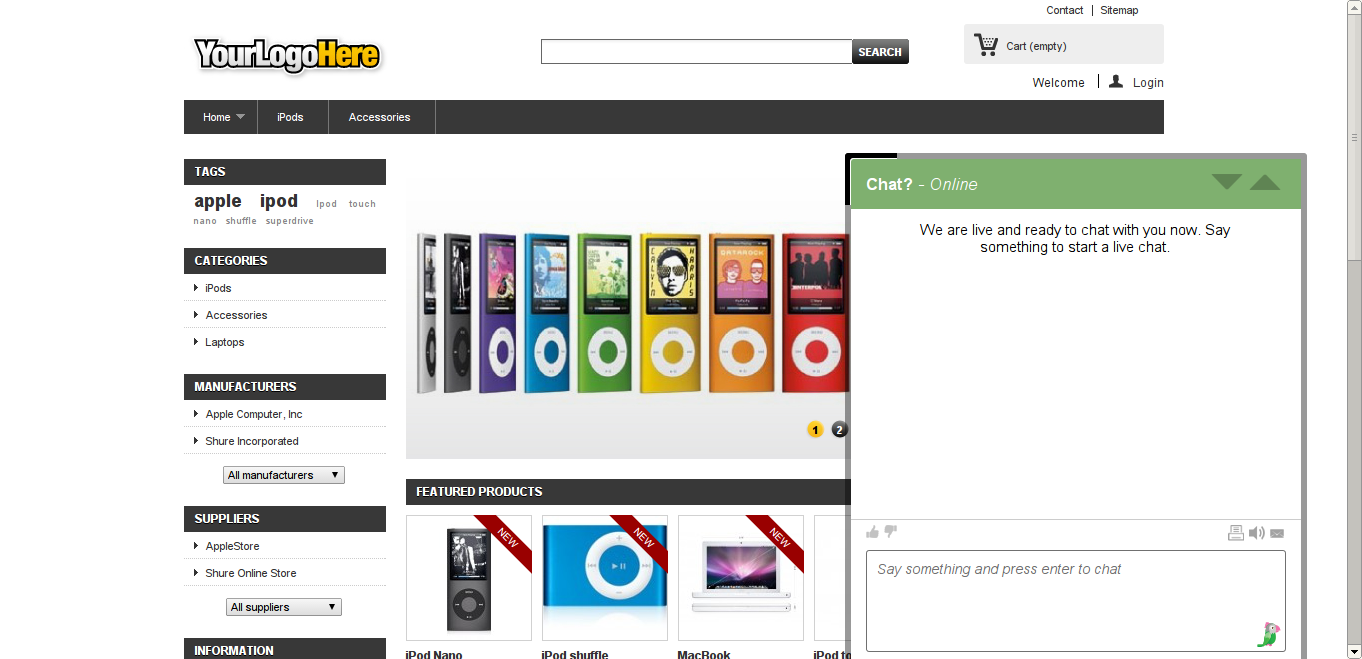 Contact | Sitemap
YourLogoHere
SEARCH
Cart (empty)
Welcome
Login
Home
iPods
Accessories
TAGS
apple ipod Ipod touch
nano shuffle superdrive
CATEGORIES
iPods
Accessories
Laptops
MANUFACTURERS
Apple Computer, Inc
Shure Incorporated
All manufacturers
SUPPLIERS
AppleStore
Shure Online Store
All suppliers
INFORMATION
CALVIN
HARRIS
DATAROCK
INTERPOL
1 2
FEATURED PRODUCTS
NEW
NEW
NEW
iPod Nano
iPod shuffle
MacBook
iPod to
Chat? - Online
We are live and ready to chat with you now. Say
something to start a live chat.
Say something and press enter to chat